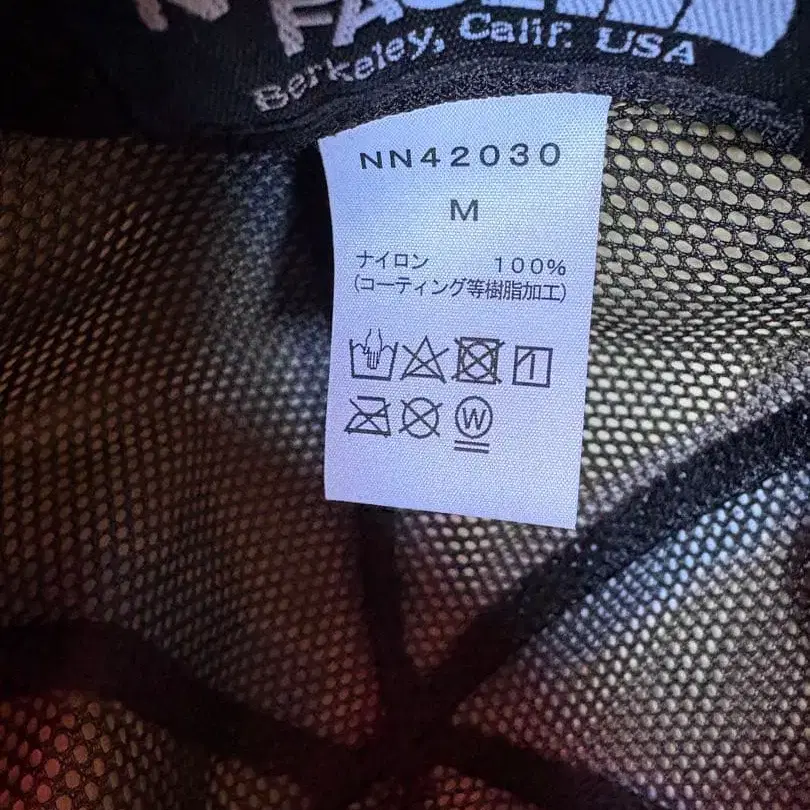 Berkeley, Calif. USA
NN42030
M
ナイロン 100%
(コーティング等樹脂加工)
W